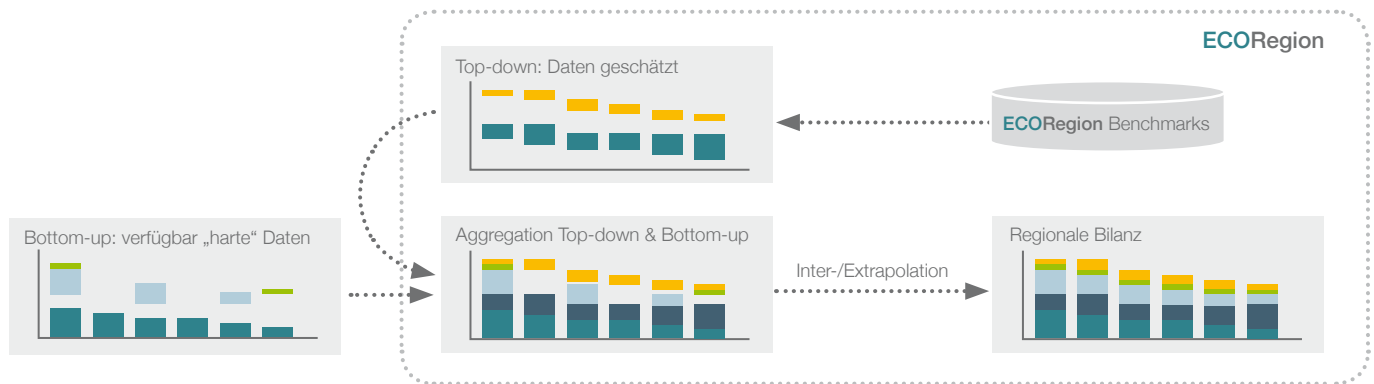 ECORegion
Top-down: Daten geschätzt
ECORegion Benchmarks
Bottom-up: verfügbar „harte“ Daten
Aggregation Top-down & Bottom-up
Inter-/Extrapolation
Regionale Bilanz